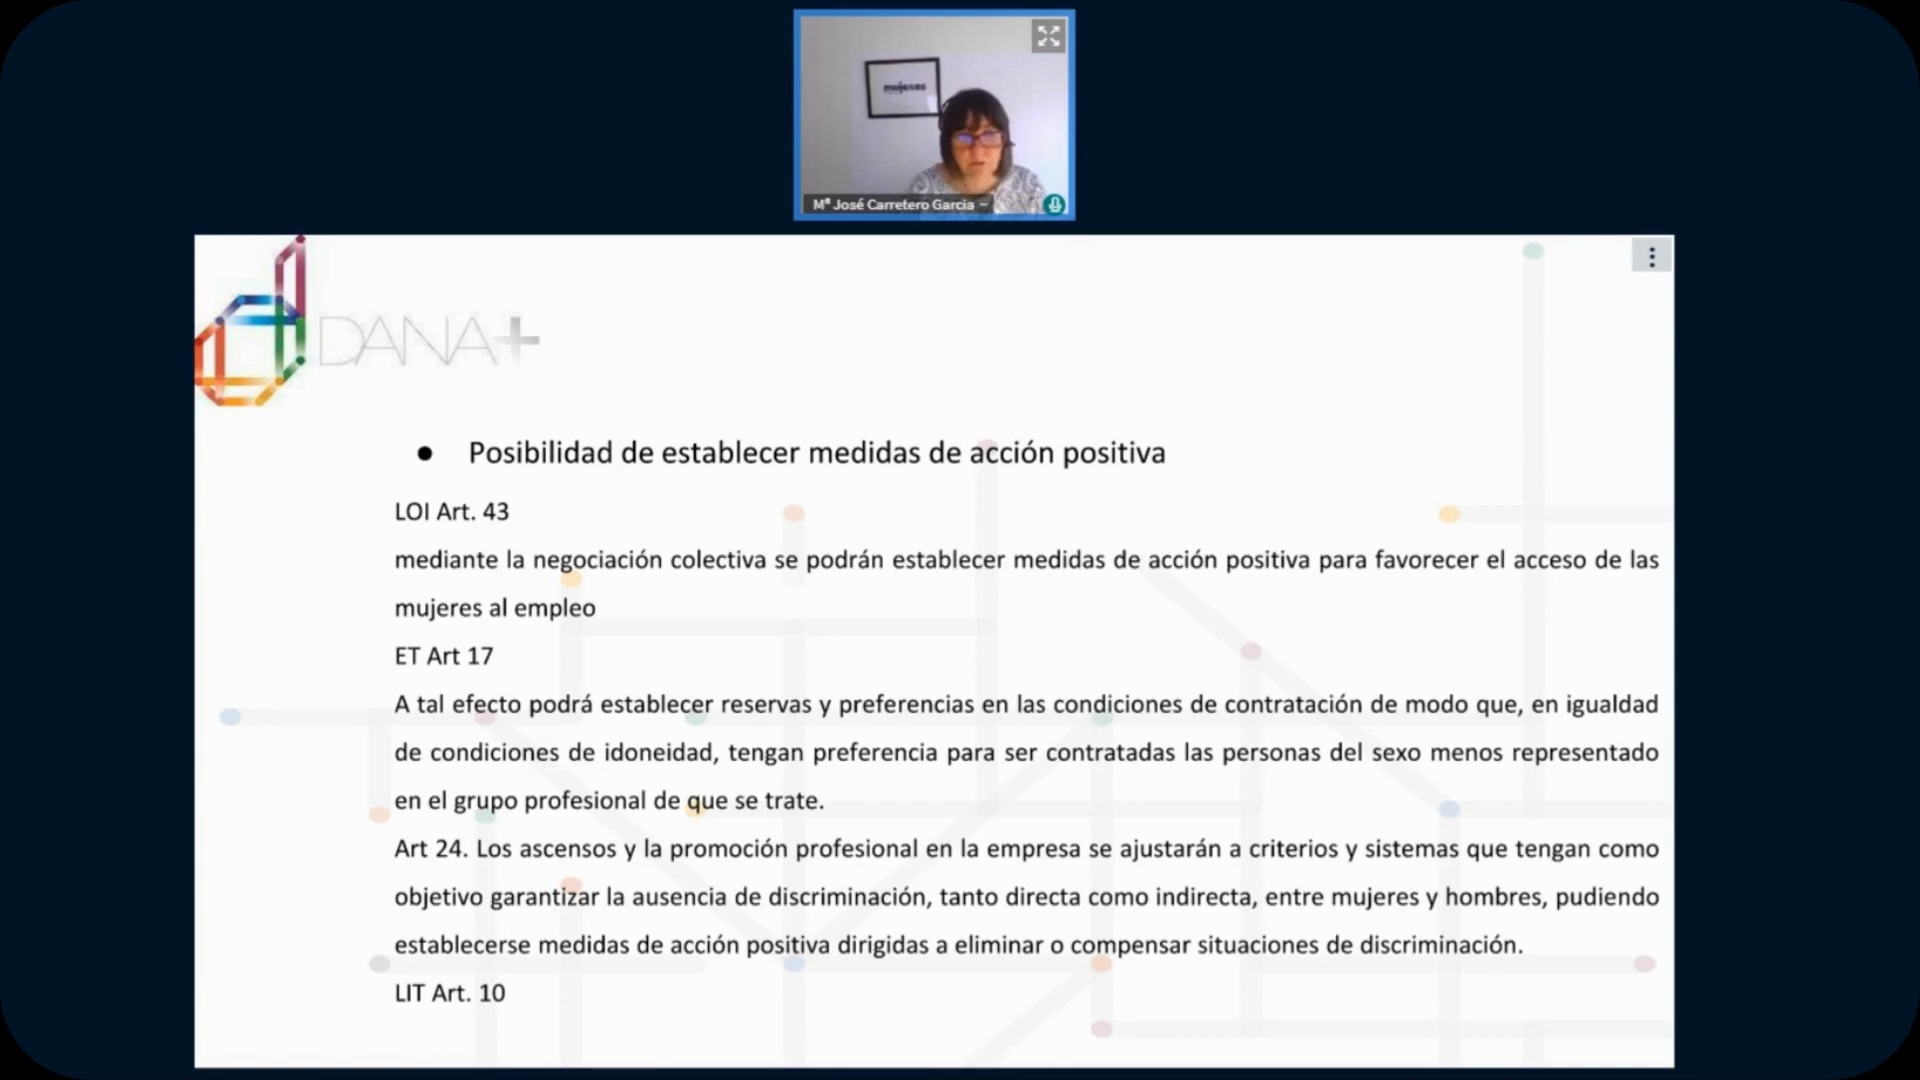 mujeres
Mª José Carretero Garcia
DANA+
● Posibilidad de establecer medidas de acción positiva
LOI Art. 43
mediante la negociación colectiva se podrán establecer medidas de acción positiva para favorecer el acceso de las
mujeres al empleo
ET Art 17
A tal efecto podrá establecer reservas y preferencias en las condiciones de contratación de modo que, en igualdad
de condiciones de idoneidad, tengan preferencia para ser contratadas las personas del sexo menos representado
en el grupo profesional de que se trate.
Art 24. Los ascensos y la promoción profesional en la empresa se ajustarán a criterios y sistemas que tengan como
objetivo garantizar la ausencia de discriminación, tanto directa como indirecta, entre mujeres y hombres, pudiendo
establecerse medidas de acción positiva dirigidas a eliminar o compensar situaciones de discriminación.
LIT Art. 10